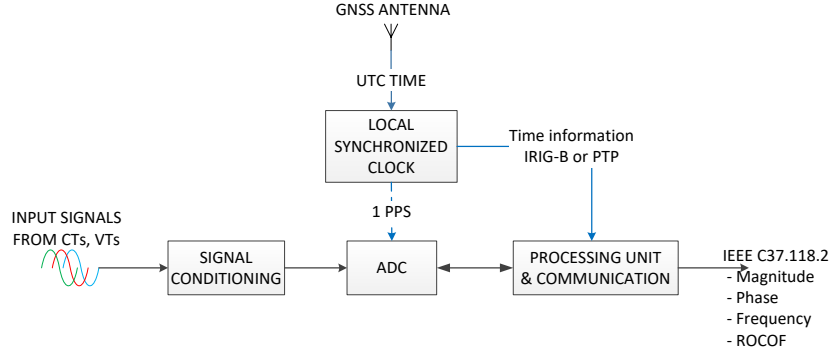 GNSS ANTENNA
UTC TIME
LOCAL
SYNCHRONIZED
CLOCK
Time information
IRIG-B or PTP
1 PPS
INPUT SIGNALS
FROM CTs, VTs
SIGNAL
CONDITIONING
ADC
PROCESSING UNIT
& COMMUNICATION
IEEE C37.118.2
- Magnitude
- Phase
- Frequency
- ROCOF